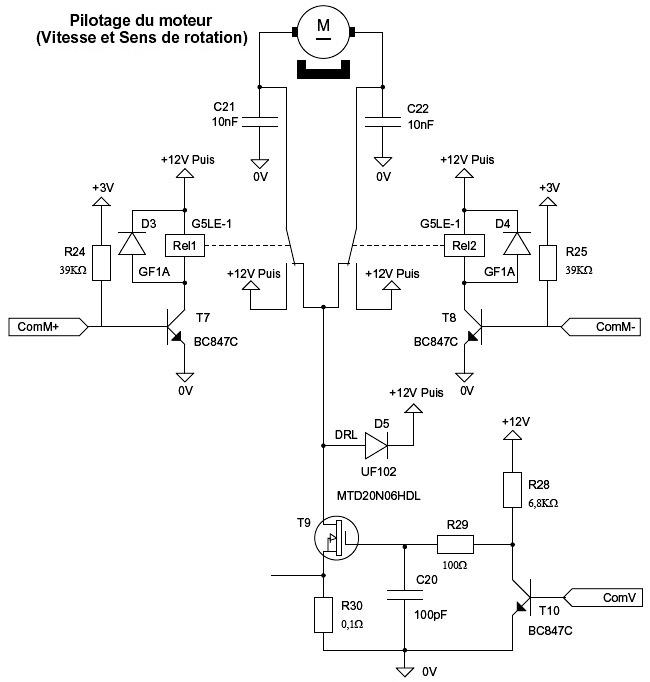 Pilotage du moteur
(Vitesse et Sens de rotation)
M
C21
10nF
C22
10nF
0V
0V
+12V Puis
+12V Puis
+3V
+3V
D3
G5LE-1
G5LE-1
D4
R24
39KΩ
Rel1
Rel2
R25
39KΩ
GF1A
GF1A
+12V Puis
+12V Puis
ComM+
T7
BC847C
T8
BC847C
ComM-
0V
0V
+12V Puis
D5
DRL
UF102
+12V
MTD20N06HDL
R28
6,8KΩ
T9
R29
100Ω
C20
100pF
R30
0,1Ω
T10
BC847C
ComV
0V